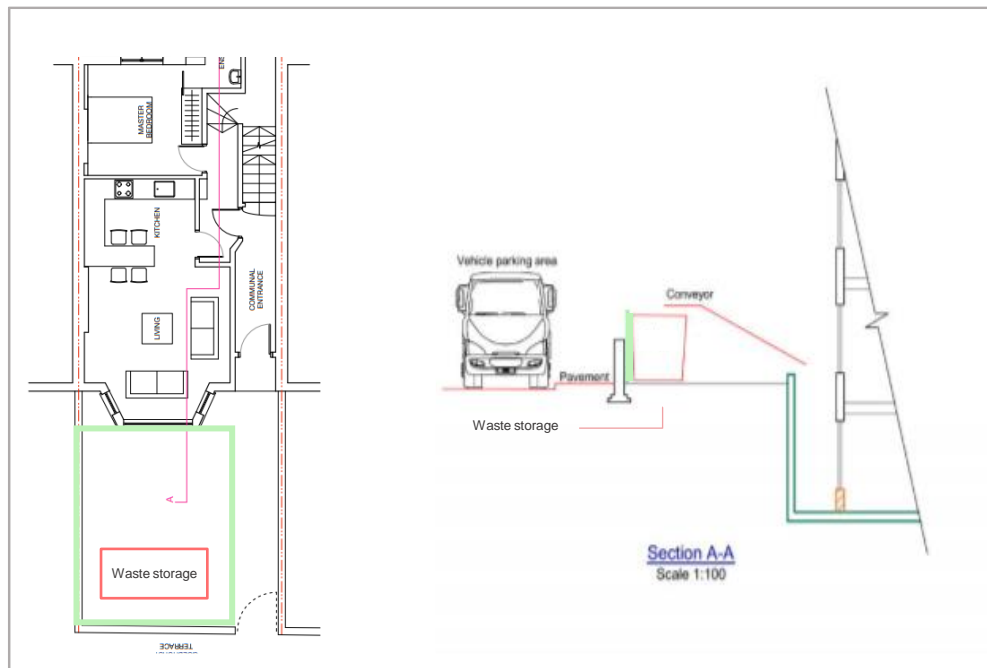 ENS
MASTER
BEDROOM
KITCHEN
LIVING
COMMUNAL
ENTRANCE
A
Waste storage
TERRACE
Vehicle parking area
Conveyor
Pavement
Waste storage
Section A-A
Scale 1:100